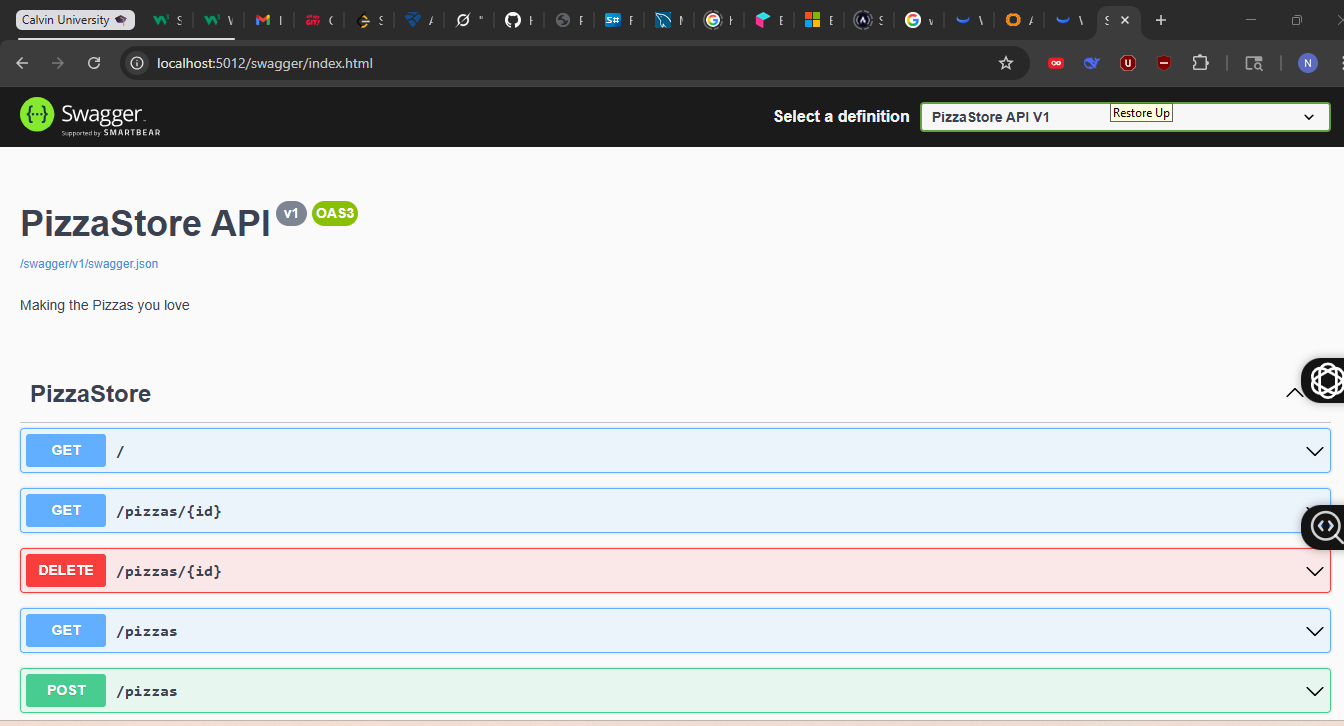 Calvin University
localhost:5012/swagger/index.html
N
Swagger
Supported by SMARTBEAR
Select a definition
PizzaStore API V1
Restore Up
PizzaStore API v1 OAS3
/swagger/v1/swagger.json
Making the Pizzas you love
PizzaStore
GET /
GET /pizzas/{id}
DELETE /pizzas/{id}
GET /pizzas
POST /pizzas